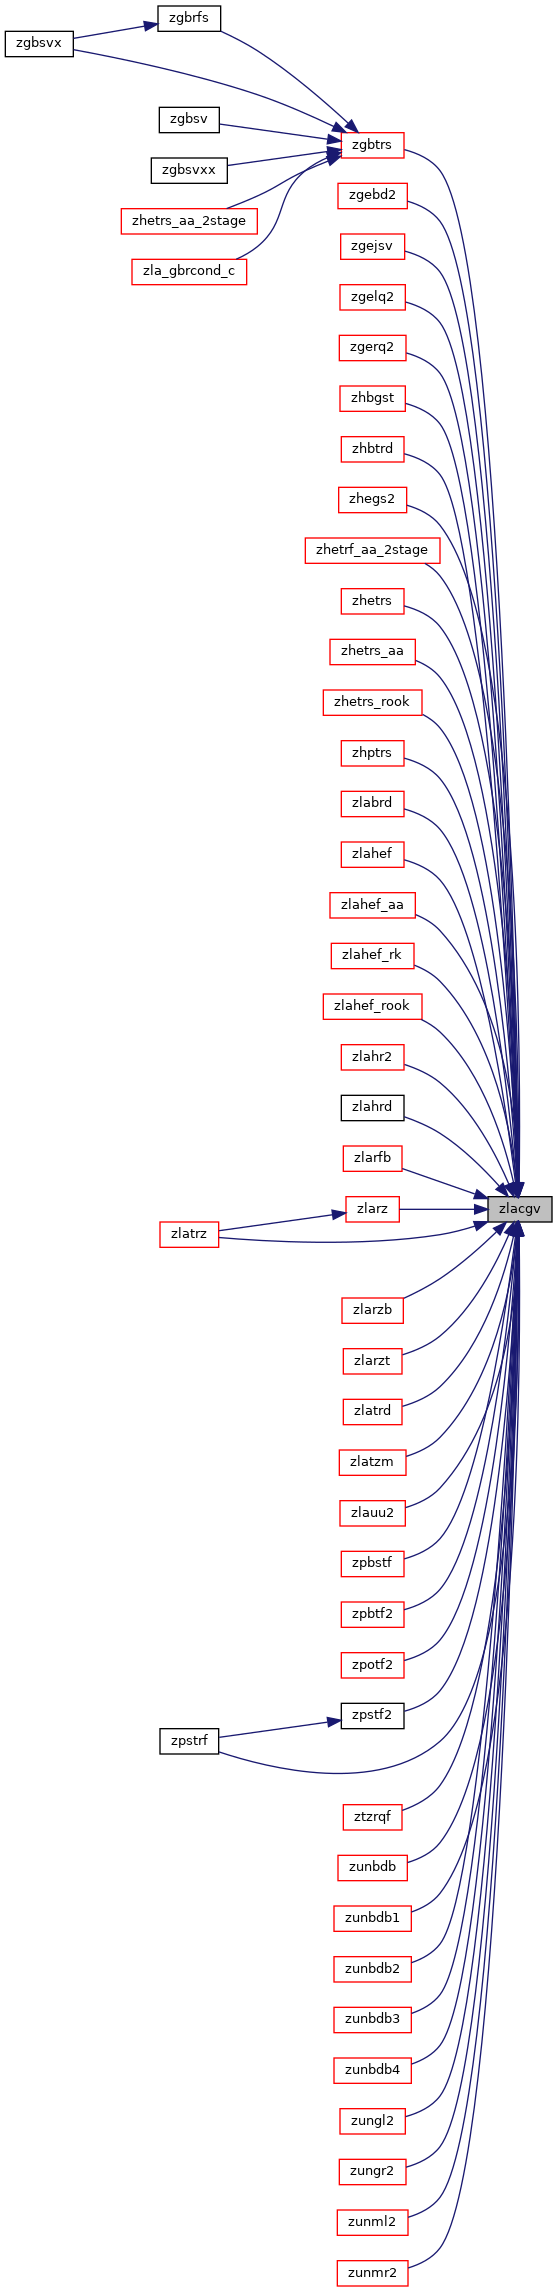 zgbrfs
zgbsvx
zgbsv
zgbtrs
zgbsvxx
zgebd2
zhetrs_aa_2stage
zgejsv
zla_gbrcond_c
zgelq2
zgerq2
zhbgst
zhbtrd
zhegs2
zhetrf_aa_2stage
zhetrs
zhetrs_aa
zhetrs_rook
zhptrs
zlabrd
zlahef
zlahef_aa
zlahef_rk
zlahef_rook
zlahr2
zlahrd
zlarfb
zlarz
zlacgv
zlatrz
zlarzb
zlarzt
zlatrd
zlatzm
zlauu2
zpbstf
zpbtf2
zpotf2
zpstf2
zpstrf
ztzrqf
zunbdb
zunbdb1
zunbdb2
zunbdb3
zunbdb4
zungl2
zungr2
zunml2
zunmr2